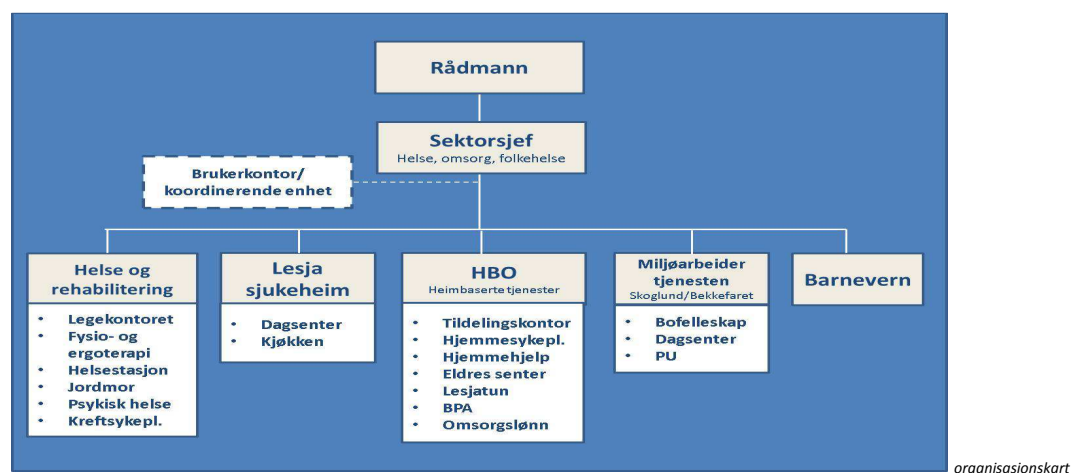 Rådmann
Sektorsjef
Helse, omsorg, folkehelse
Brukerkontor/
koordinerende enhet
Helse og
rehabilitering
• Legekontoret
• Fysio- og
ergoterapi
• Helsestasjon
• Jordmor
• Psykisk helse
• Kreftsykepl.
Lesja
sjukeheim
• Dagsenter
• Kjøkken
HBO
Heimbaserte tjenester
• Tildelingskontor
• Hjemmesykepl.
• Hjemmehjelp
• Eldres senter
• Lesjatun
• BPA
• Omsorgslønn
Miljøarbeider
tjenesten
Skoglund/Bekkefaret
• Bofelleskap
• Dagsenter
• PU
Barnevern
organisasjonskart